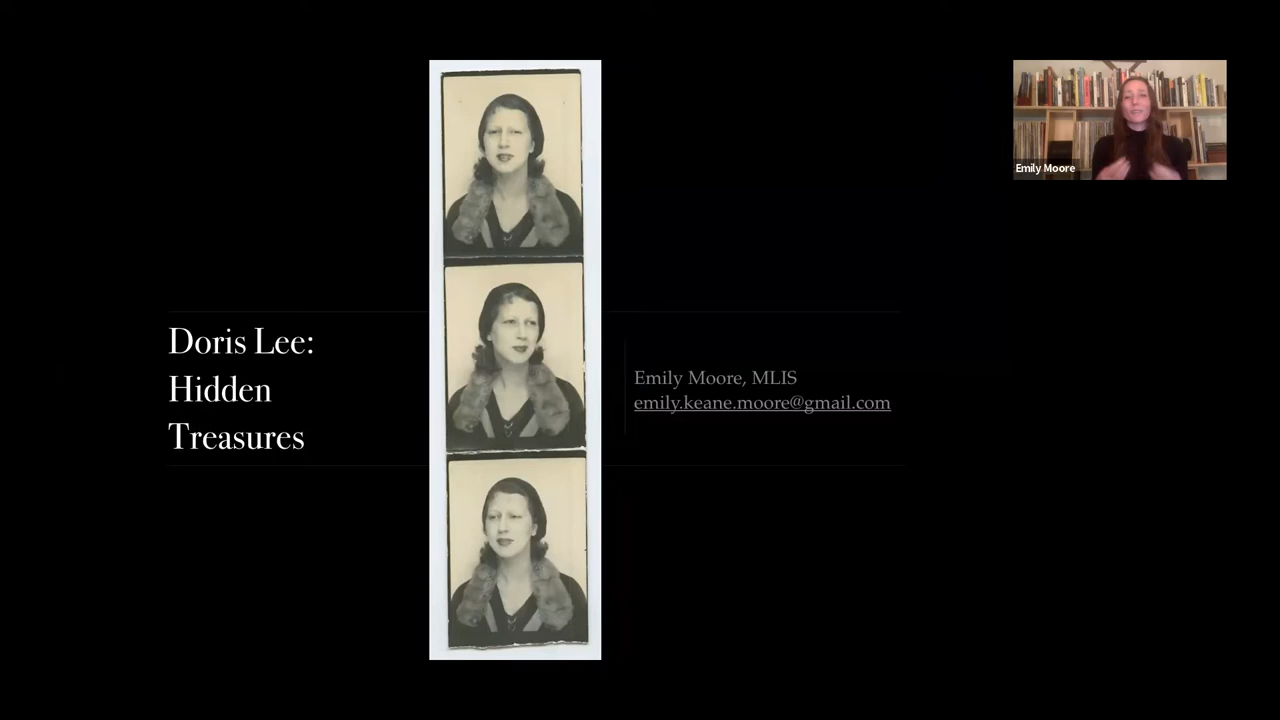 Doris Lee:
Hidden
Treasures
Emily Moore, MLIS
emily.keane.moore@gmail.com
Emily Moore